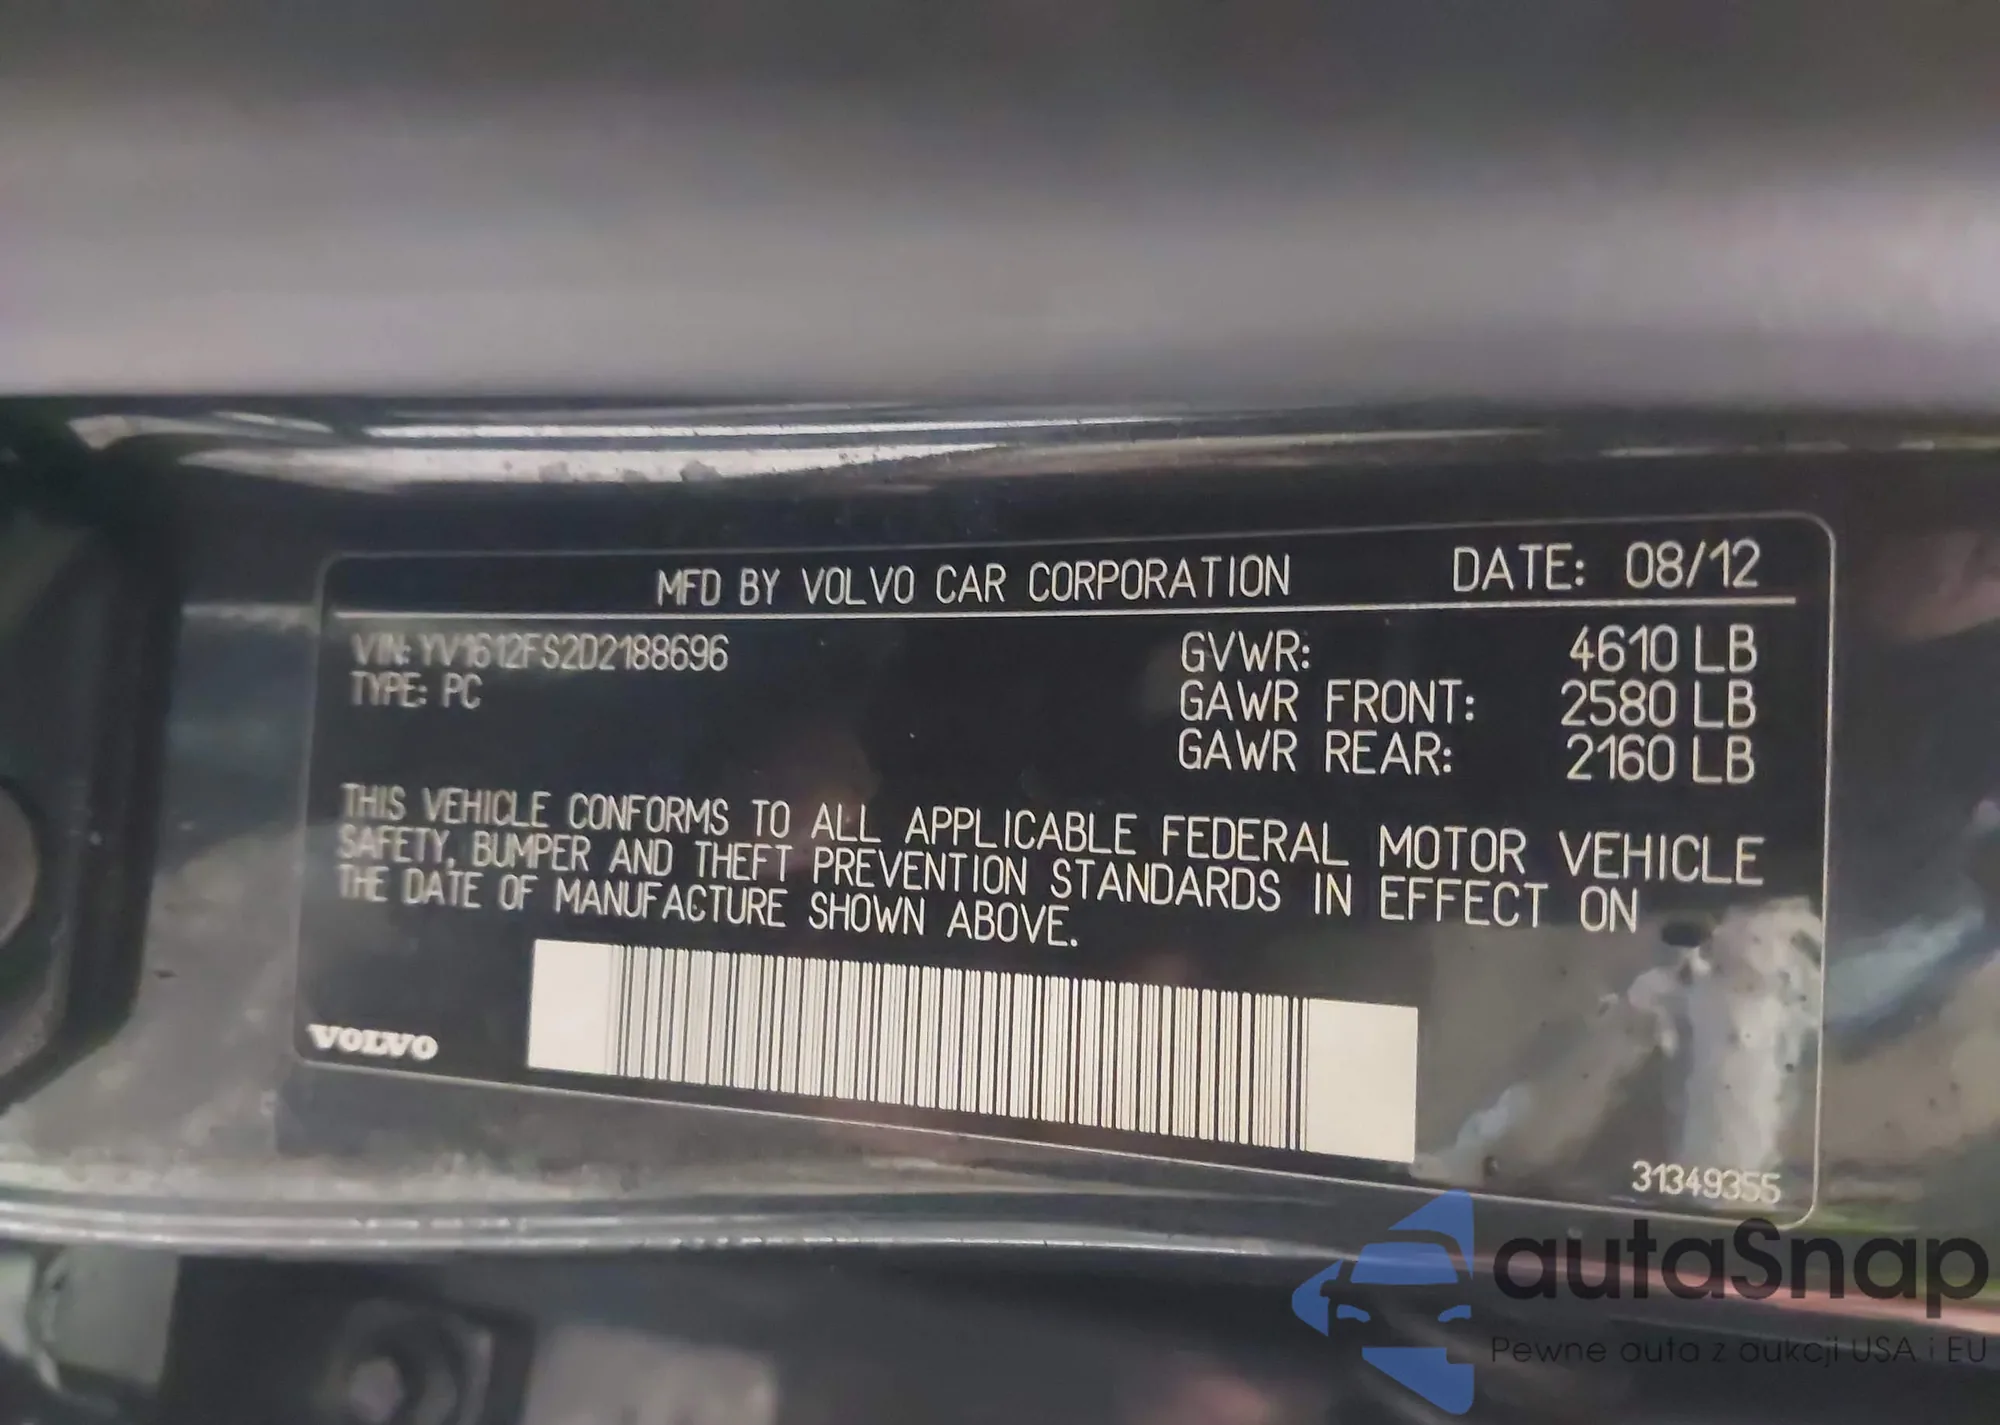 MFD BY VOLVO CAR CORPORATION DATE: 08/12
VIN: YV1612FS2D2188696
TYPE: PC
GVWR: 4610 LB
GAWR FRONT: 2580 LB
GAWR REAR: 2160 LB
THIS VEHICLE CONFORMS TO ALL APPLICABLE FEDERAL MOTOR VEHICLE
SAFETY, BUMPER AND THEFT PREVENTION STANDARDS IN EFFECT ON
THE DATE OF MANUFACTURE SHOWN ABOVE.
VOLVO
31349355
autaSnap
Pewne auta z aukcji USA i EU